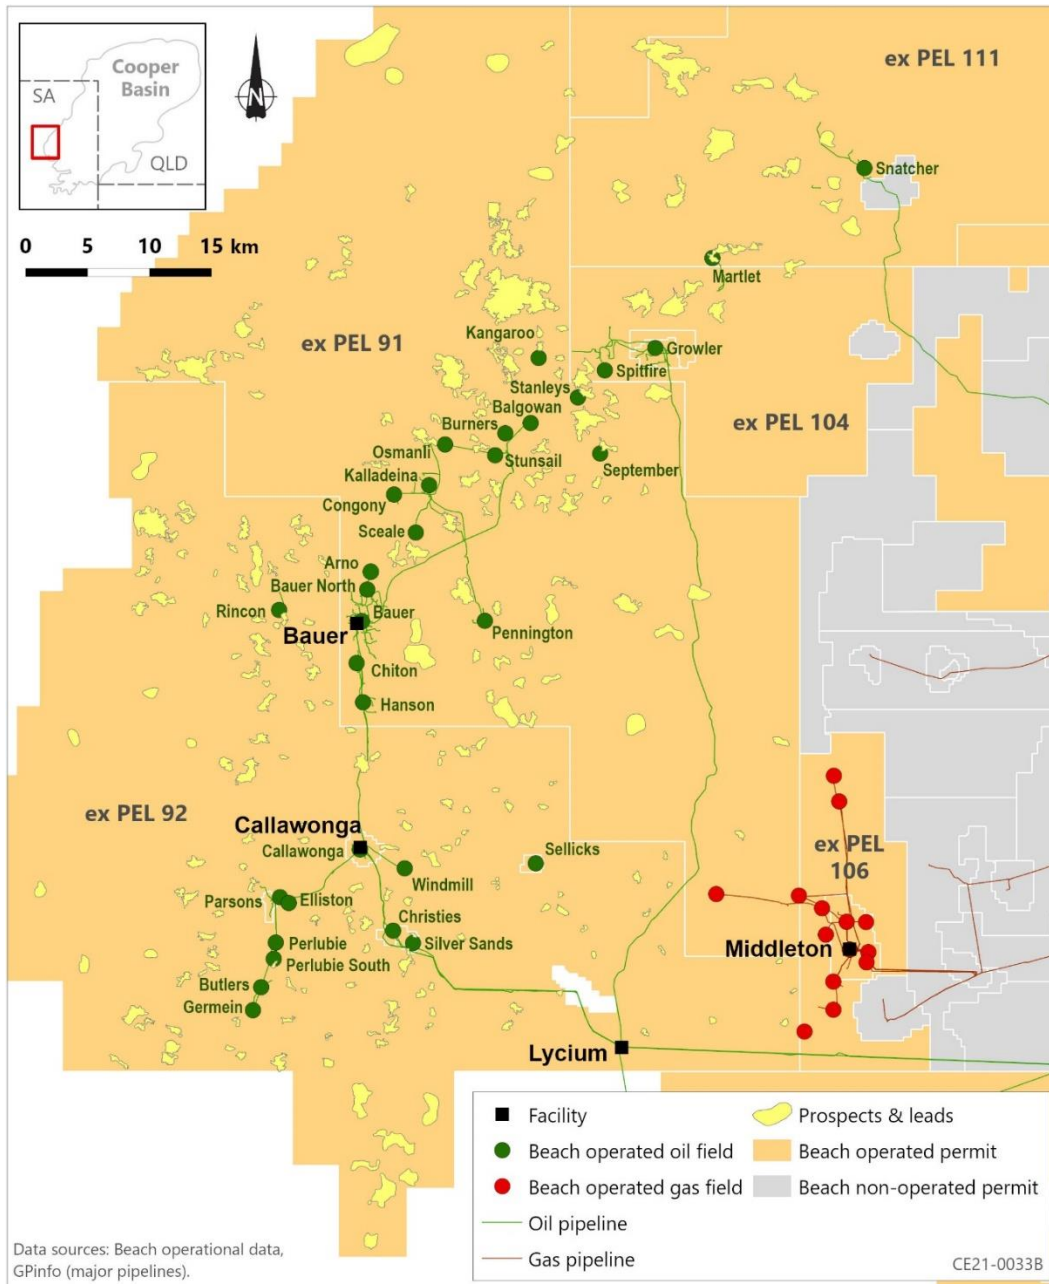 Cooper
Basin
SA
QLD
N
0 5 10 15 km
ex PEL 111
Snatcher
Martlet
ex PEL 91
Kangaroo
Growler
Spitfire
Stanleys
Balgowan
ex PEL 104
Burners
Osmanli
Stunsail
September
Kalladeina
Congony
Sceale
Arno
Bauer North
Rincon
Bauer
Bauer
Pennington
Chiton
Hanson
ex PEL 92
Callawonga
Callawonga
Sellicks
ex PEL
106
Windmill
Parsons
Elliston
Christies
Perlubie
Silver Sands
Middleton
Perlubie South
Butlers
Germein
Lycium
Facility
Prospects & leads
Beach operated oil field
Beach operated permit
Beach operated gas field
Beach non-operated permit
Oil pipeline
Gas pipeline
Data sources: Beach operational data,
GPinfo (major pipelines).
CE21-0033B